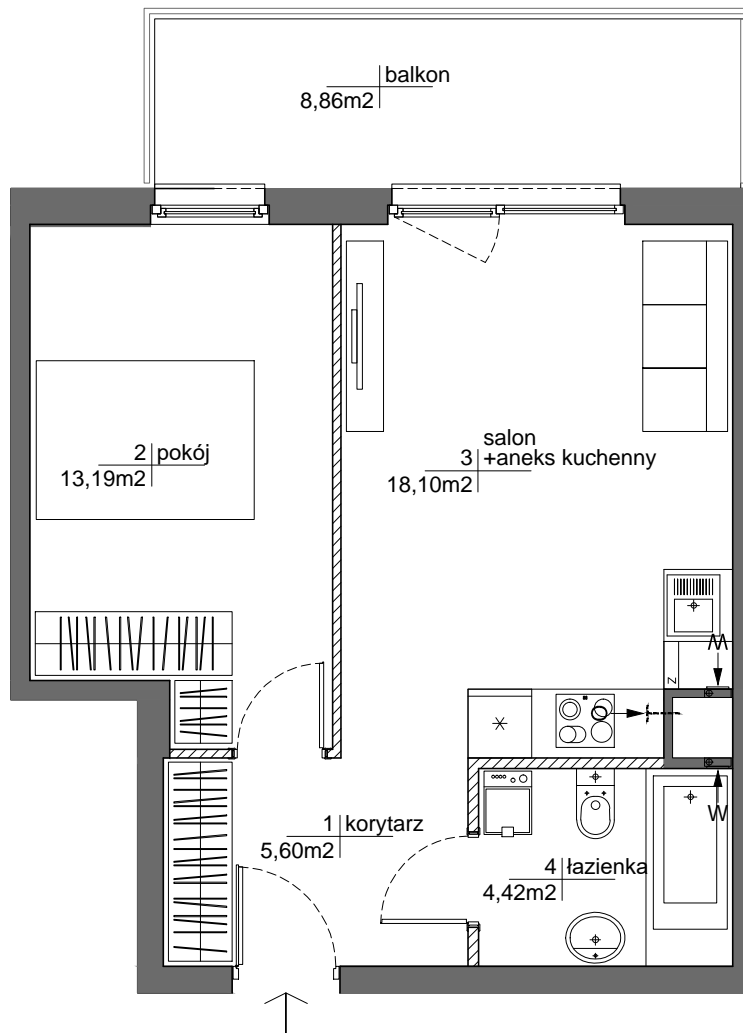 balkon
8,86m2
2 pokój
13,19m2
salon
3 +aneks kuchenny
18,10m2
Z
W
1 korytarz
5,60m2
W
4 łazienka
4,42m2